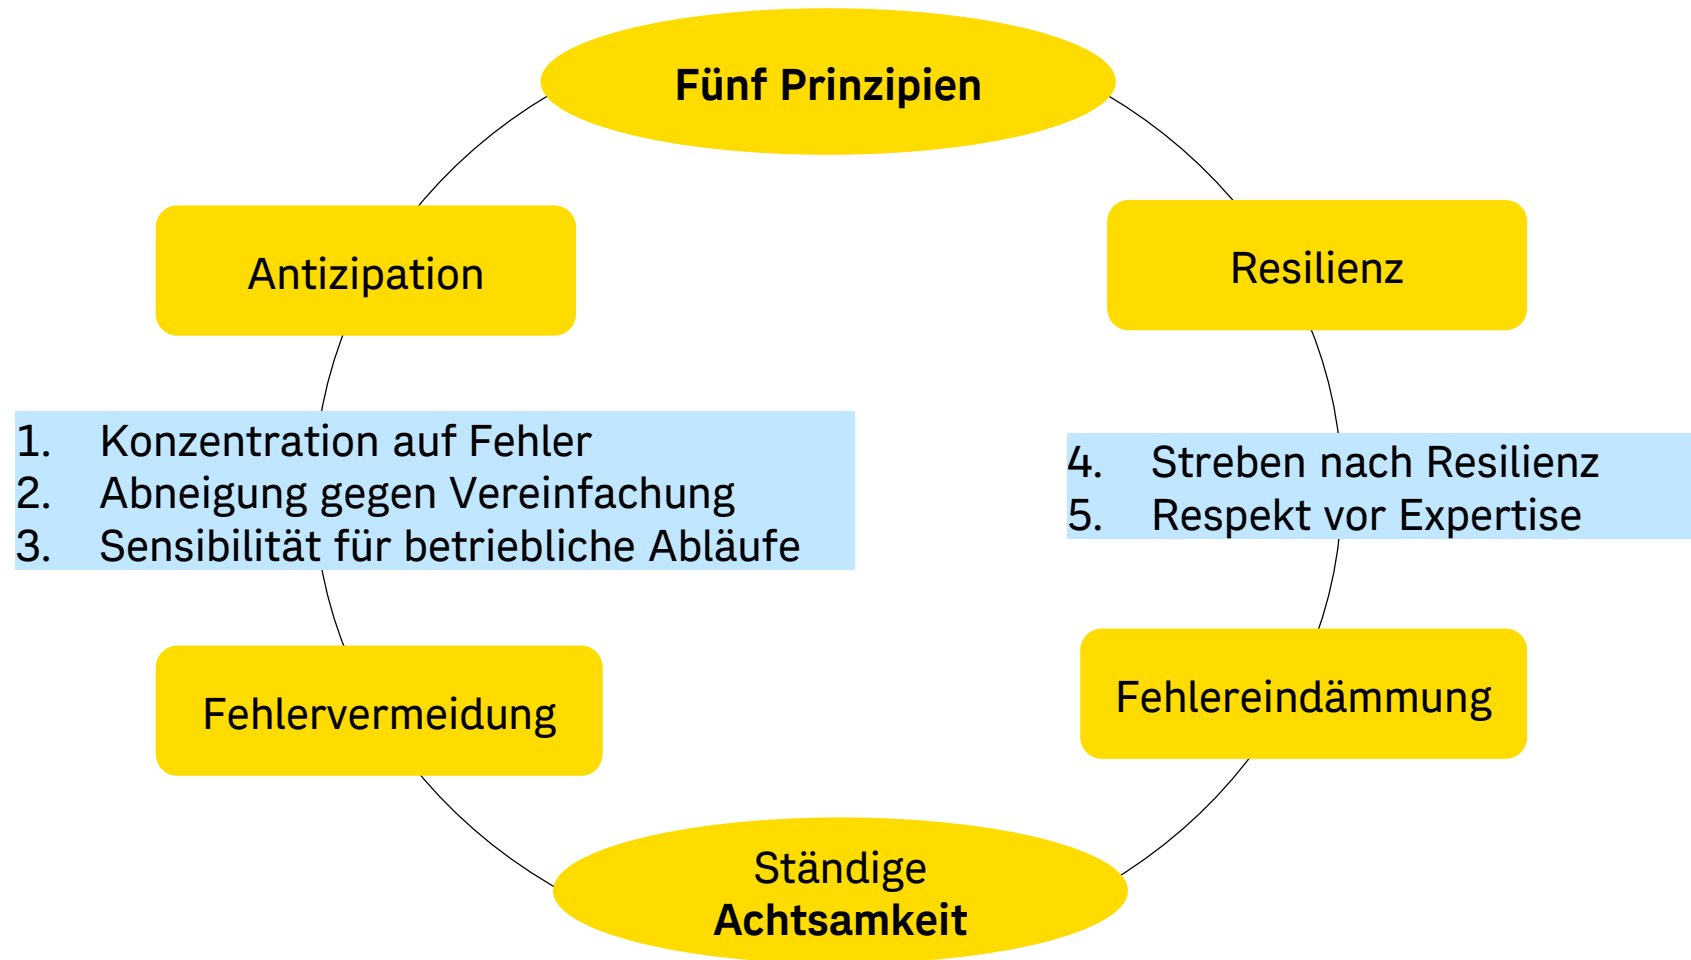 Fünf Prinzipien
Antizipation
Resilienz
1. Konzentration auf Fehler
2. Abneigung gegen Vereinfachung
3. Sensibilität für betriebliche Abläufe
4. Streben nach Resilienz
5. Respekt vor Expertise
Fehlervermeidung
Fehlereindämmung
Ständige
Achtsamkeit